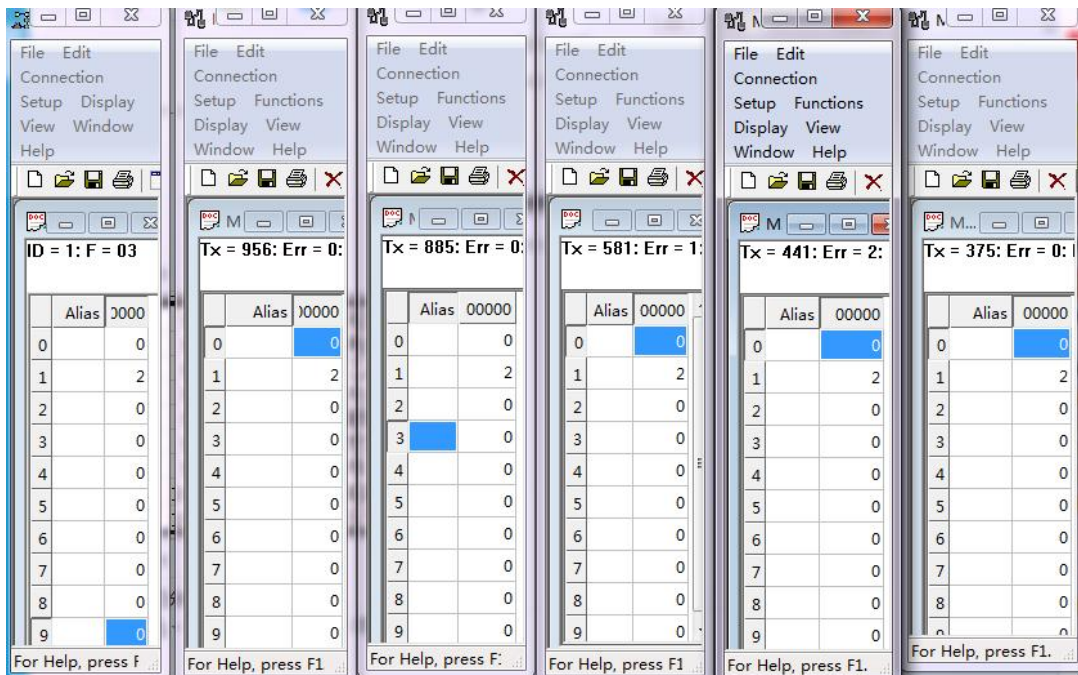 File Edit
Connection
Setup Display
View Window
Help
ID = 1: F = 03
Alias 0000
0 0
1 2
2 0
3 0
4 0
5 0
6 0
7 0
8 0
9 0
For Help, press F
File Edit
Connection
Setup Functions
Display View
Window Help
M
Tx = 956: Err = 0:
Alias 0000
0 0
1 2
2 0
3 0
4 0
5 0
6 0
7 0
8 0
9 0
For Help, press F1
File Edit
Connection
Setup Functions
Display View
Window Help
Tx = 885: Err = 0:
Alias 00000
0 0
1 2
2 0
3 0
4 0
5 0
6 0
7 0
8 0
9 0
For Help, press F
File Edit
Connection
Setup Functions
Display View
Window Help
Tx = 581: Err = 1:
Alias 00000
0 0
1 2
2 0
3 0
4 0
5 0
6 0
7 0
8 0
9 0
For Help, press F1
File Edit
Connection
Setup Functions
Display View
Window Help
M
Tx = 441: Err = 2:
Alias 00000
0 0
1 2
2 0
3 0
4 0
5 0
6 0
7 0
8 0
9 0
For Help, press F1.
File Edit
Connection
Setup Functions
Display View
Window Help
M...
Tx = 375: Err = 0:
Alias 00000
0 0
1 2
2 0
3 0
4 0
5 0
6 0
7 0
8 0
For Help, press F1.